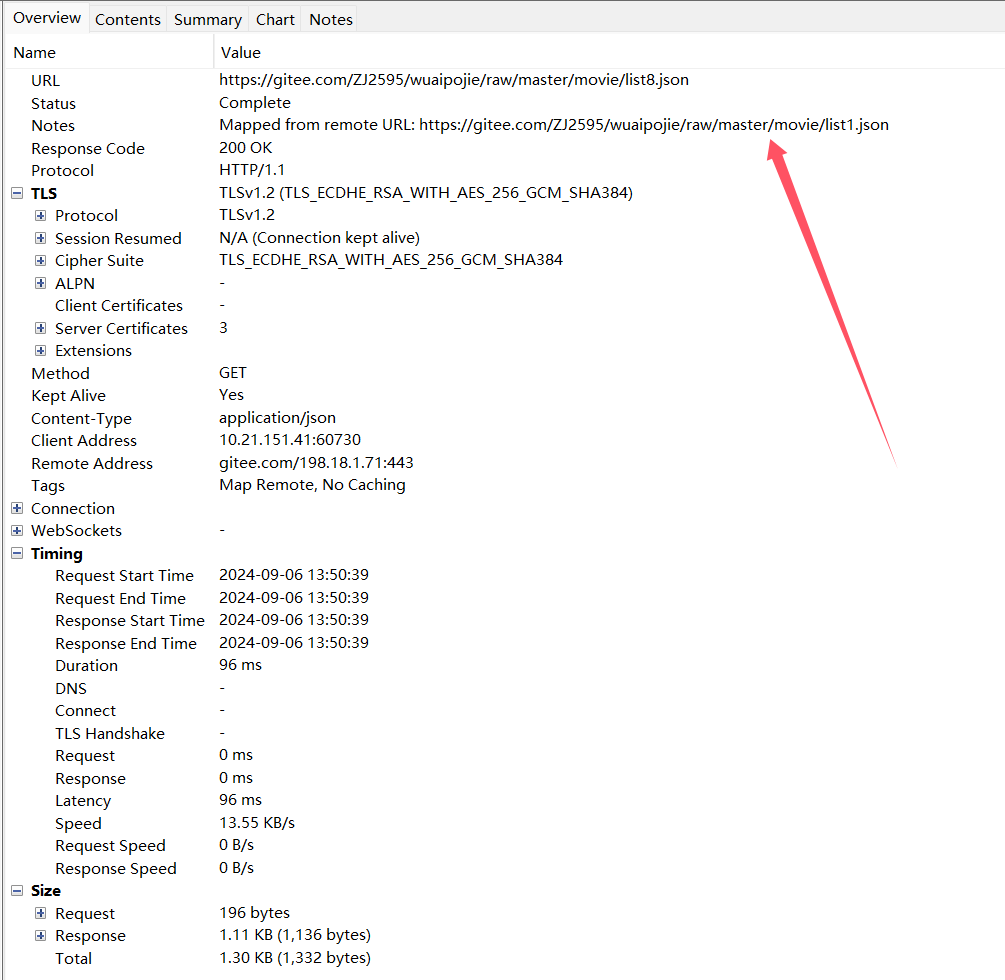 Overview Contents Summary Chart Notes
Name Value
URL https://gitee.com/ZJ2595/wuaipojie/raw/master/movie/list8.json
Status Complete
Notes Mapped from remote URL: https://gitee.com/ZJ2595/wuaipojie/raw/master/movie/list1.json
Response Code 200 OK
Protocol HTTP/1.1
TLS TLSv1.2 (TLS_ECDHE_RSA_WITH_AES_256_GCM_SHA384)
Protocol TLSv1.2
Session Resumed N/A (Connection kept alive)
Cipher Suite TLS_ECDHE_RSA_WITH_AES_256_GCM_SHA384
ALPN -
Client Certificates -
Server Certificates 3
Extensions
Method GET
Kept Alive Yes
Content-Type application/json
Client Address 10.21.151.41:60730
Remote Address gitee.com/198.18.1.71:443
Tags Map Remote, No Caching
Connection
WebSockets -
Timing
Request Start Time 2024-09-06 13:50:39
Request End Time 2024-09-06 13:50:39
Response Start Time 2024-09-06 13:50:39
Response End Time 2024-09-06 13:50:39
Duration 96 ms
DNS -
Connect -
TLS Handshake -
Request 0 ms
Response 0 ms
Latency 96 ms
Speed 13.55 KB/s
Request Speed 0 B/s
Response Speed 0 B/s
Size
Request 196 bytes
Response 1.11 KB (1,136 bytes)
Total 1.30 KB (1,332 bytes)